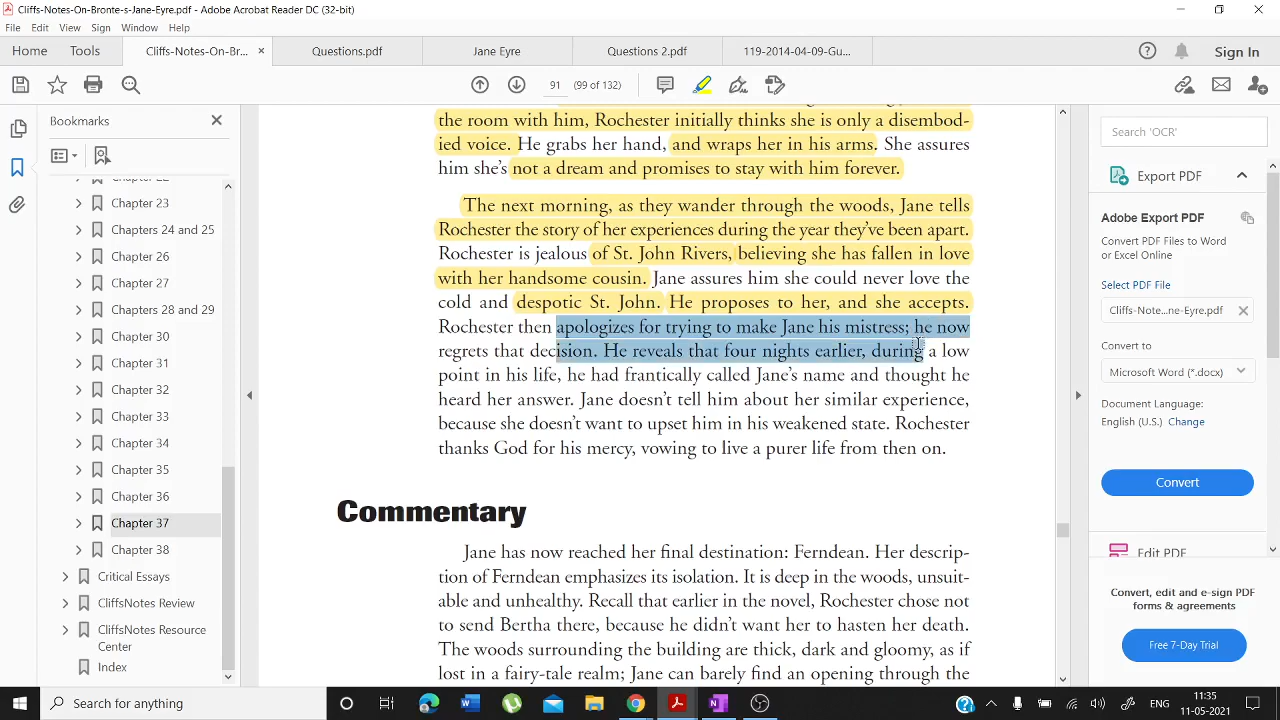 Cliffs-Notes-On-Bronte-s-Jane-Eyre.pdf - Adobe Acrobat Reader DC (32-bit)
File Edit View Sign Window Help
Home Tools Cliffs-Notes-On-Br... × Questions.pdf Jane Eyre Questions 2.pdf 119-2014-04-09-Gu... Sign In
91 (99 of 132)
Bookmarks
Chapter 23
Chapters 24 and 25
Chapter 26
Chapter 27
Chapters 28 and 29
Chapter 30
Chapter 31
Chapter 32
Chapter 33
Chapter 34
Chapter 35
Chapter 36
Chapter 37
Chapter 38
Critical Essays
CliffsNotes Review
CliffsNotes Resource
Center
Index
the room with him, Rochester initially thinks she is only a disembod-
ied voice. He grabs her hand, and wraps her in his arms. She assures
him she's not a dream and promises to stay with him forever.
The next morning, as they wander through the woods, Jane tells
Rochester the story of her experiences during the year they've been apart.
Rochester is jealous of St. John Rivers, believing she has fallen in love
with her handsome cousin. Jane assures him she could never love the
cold and despotic St. John. He proposes to her, and she accepts.
Rochester then apologizes for trying to make Jane his mistress; he now
regrets that decision. He reveals that four nights earlier, during a low
point in his life, he had frantically called Jane's name and thought he
heard her answer. Jane doesn't tell him about her similar experience,
because she doesn't want to upset him in his weakened state. Rochester
thanks God for his mercy, vowing to live a purer life from then on.
Commentary
Jane has now reached her final destination: Ferndean. Her descrip-
tion of Ferndean emphasizes its isolation. It is deep in the woods, unsuit-
able and unhealthy. Recall that earlier in the novel, Rochester chose not
to send Bertha there, because he didn't want her to hasten her death.
The woods surrounding the building are thick, dark and gloomy, as if
lost in a fairy-tale realm; Jane can barely find an opening through the
Search 'OCR'
Export PDF
Adobe Export PDF
Convert PDF Files to Word
or Excel Online
Select PDF File
Cliffs-Note...ne-Eyre.pdf
Convert to
Microsoft Word (*.docx)
Document Language:
English (U.S.) Change
Convert
Edit PDF
Convert, edit and e-sign PDF
forms & agreements
Free 7-Day Trial
Search for anything
ENG
11:35
11-05-2021